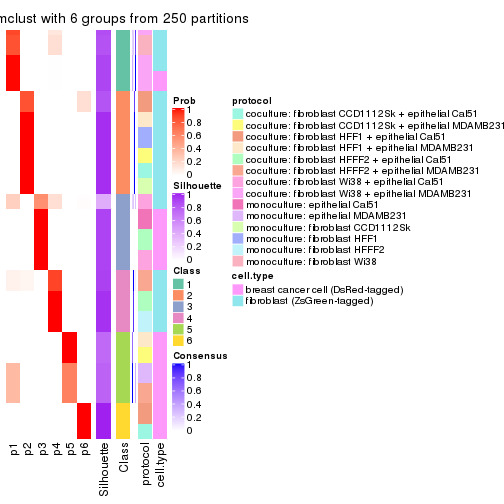 mclust with 6 groups from 250 partitions
Prob
1
0.8
0.6
0.4
0.2
0
Silhouette
1
0.8
0.6
0.4
0.2
0
Class
1
2
3
4
5
6
Consensus
1
0.8
0.6
0.4
0.2
0
protocol
coculture: fibroblast CCD1112Sk + epithelial Cal51
coculture: fibroblast CCD1112Sk + epithelial MDAMB231
coculture: fibroblast HFF1 + epithelial Cal51
coculture: fibroblast HFF1 + epithelial MDAMB231
coculture: fibroblast HFFF2 + epithelial Cal51
coculture: fibroblast HFFF2 + epithelial MDAMB231
coculture: fibroblast Wi38 + epithelial Cal51
coculture: fibroblast Wi38 + epithelial MDAMB231
monoculture: epithelial Cal51
monoculture: epithelial MDAMB231
monoculture: fibroblast CCD1112Sk
monoculture: fibroblast HFF1
monoculture: fibroblast HFFF2
monoculture: fibroblast Wi38
cell.type
breast cancer cell (DsRed-tagged)
fibroblast (ZsGreen-tagged)
p1
p2
p3
p4
p5
p6
Silhouette
Class
protocol
cell.type